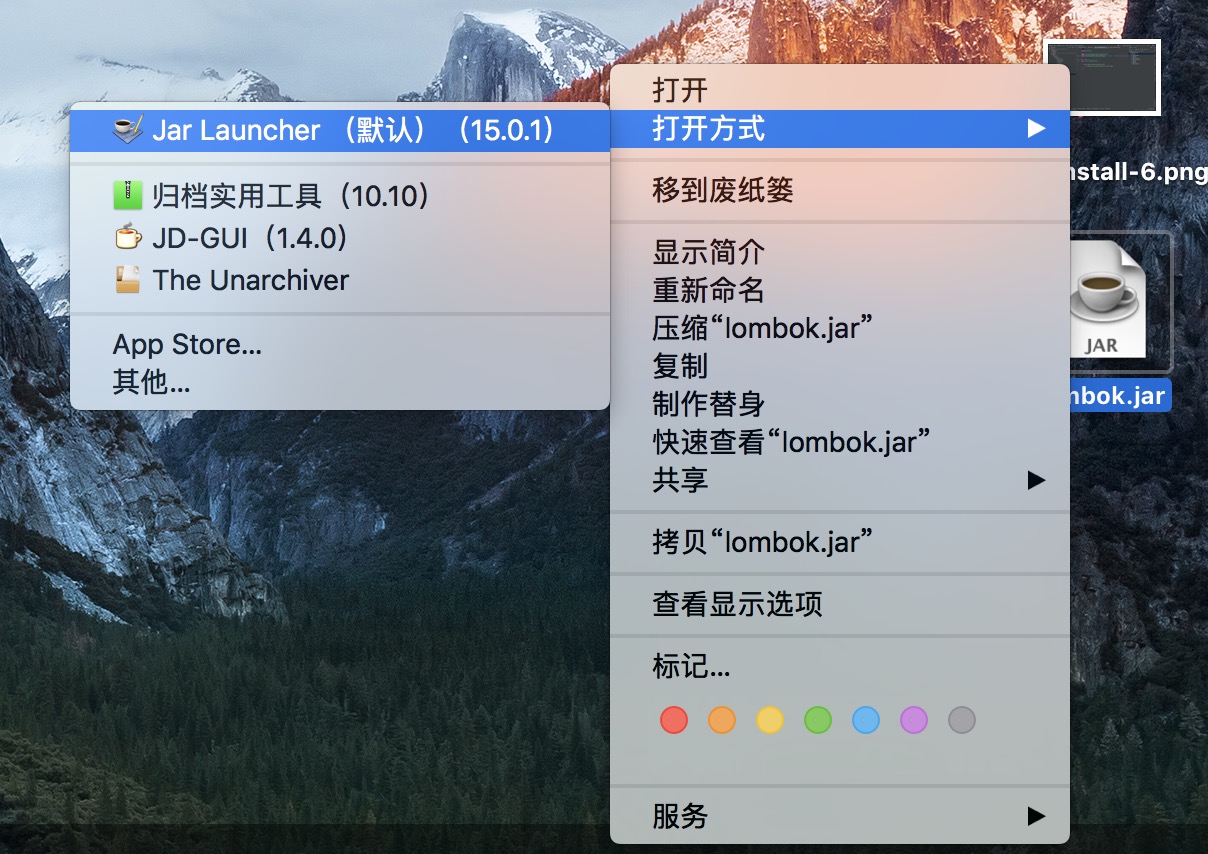 Jar Launcher （默认）（15.0.1）
归档实用工具（10.10）
JD-GUI（1.4.0）
The Unarchiver
App Store...
其他...
打开
打开方式
移到废纸篓
显示简介
重新命名
压缩“lombok.jar”
复制
制作替身
快速查看“lombok.jar”
共享
拷贝“lombok.jar”
查看显示选项
标记...
服务
nstall-6.png
JAR
mbok.jar